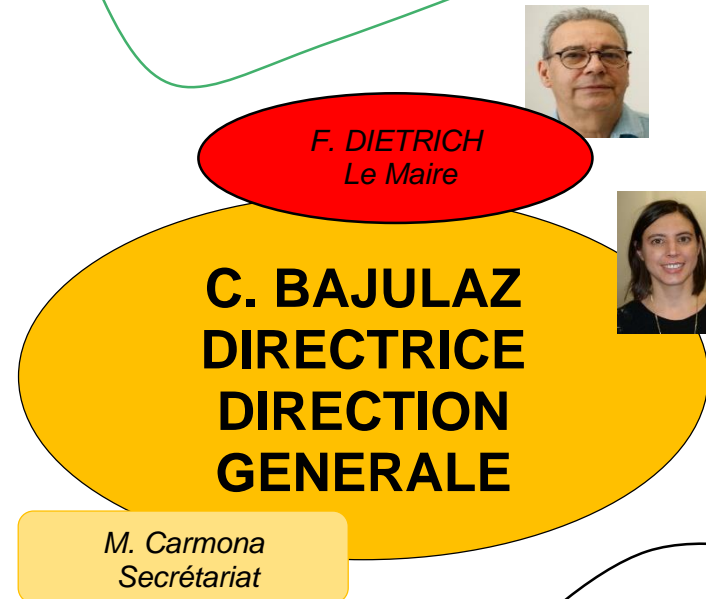 F. DIETRICH
Le Maire
C. BAJULAZ
DIRECTRICE
DIRECTION
GENERALE
M. Carmona
Secrétariat